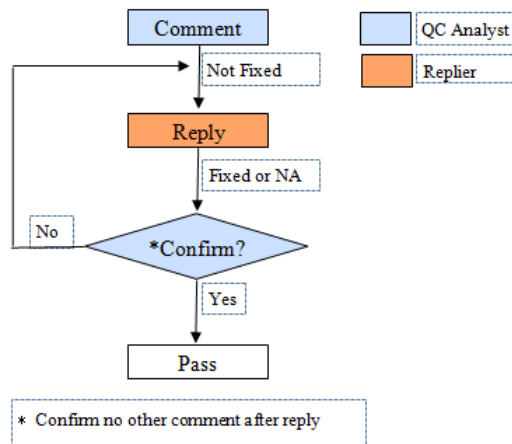 Comment
QC Analyst
Not Fixed
Replier
Reply
Fixed or NA
No
*Confirm?
Yes
Pass
* Confirm no other comment after reply